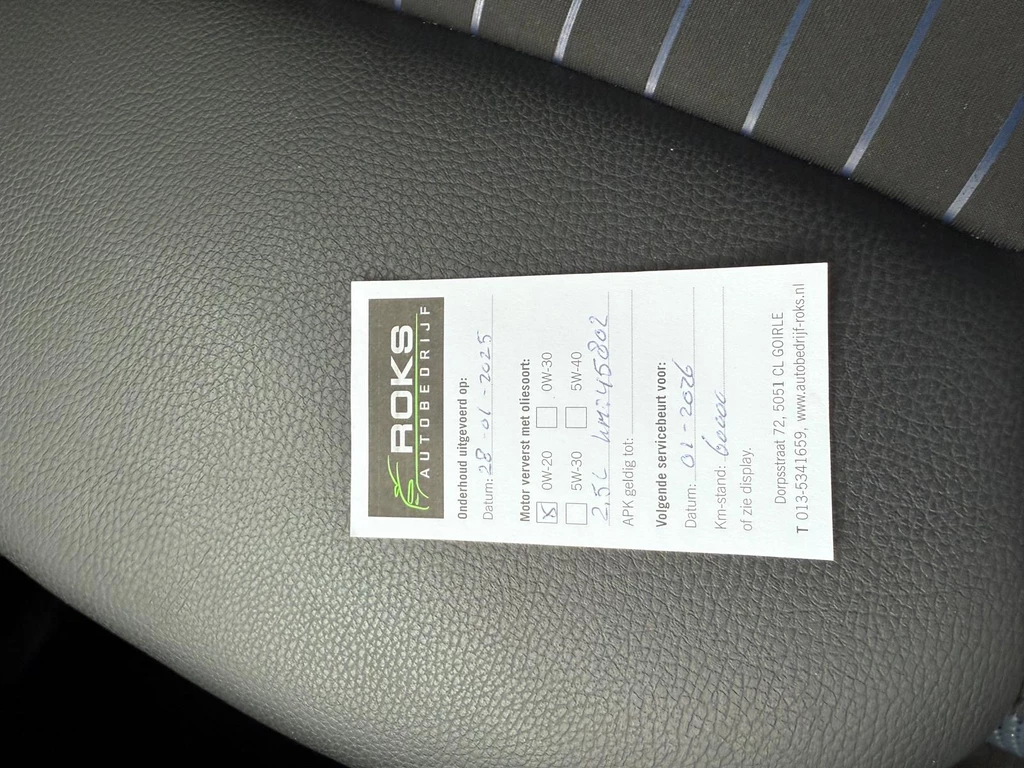 ROKS
AUTOBEDRIJF
Onderhoud uitgevoerd op:
Datum: 28-01-2025
Motor ververst met oliesoort:
0W-20 0W-30
5W-30 5W-40
2,5L km: 45802
APK geldig tot:
Volgende servicebeurt voor:
Datum: 01-2026
Km-stand: 60000
of zie display.
Dorpsstraat 72, 5051 CL GOIRLE
T 013-5341659, www.autobedrijf-roks.nl